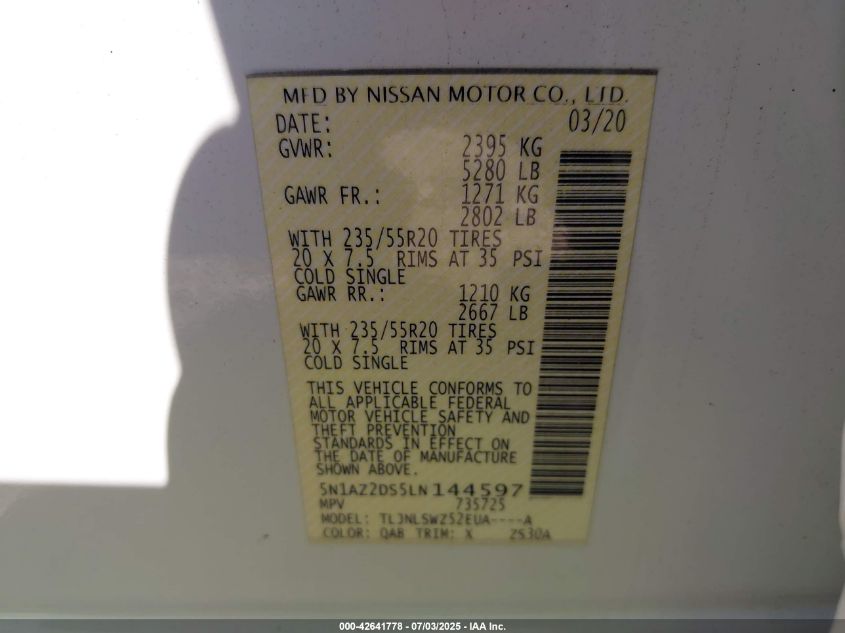 MFD BY NISSAN MOTOR CO., LTD.
DATE: 03/20
GVWR: 2395 KG
5280 LB
GAWR FR.: 1271 KG
2802 LB
WITH 235/55R20 TIRES
20 X 7.5 RIMS AT 35 PSI
COLD SINGLE
GAWR RR.: 1210 KG
2667 LB
WITH 235/55R20 TIRES
20 X 7.5 RIMS AT 35 PSI
COLD SINGLE
THIS VEHICLE CONFORMS TO
ALL APPLICABLE FEDERAL
MOTOR VEHICLE SAFETY AND
THEFT PREVENTION
STANDARDS IN EFFECT ON
THE DATE OF MANUFACTURE
SHOWN ABOVE.
5N1AZ2DS5LN144597
MPV 735725
MODEL: TLJNLSWZ52EUA----A
COLOR: QAB TRIM: X 2S30A
000-42641778 - 07/03/2025 - IAA Inc.